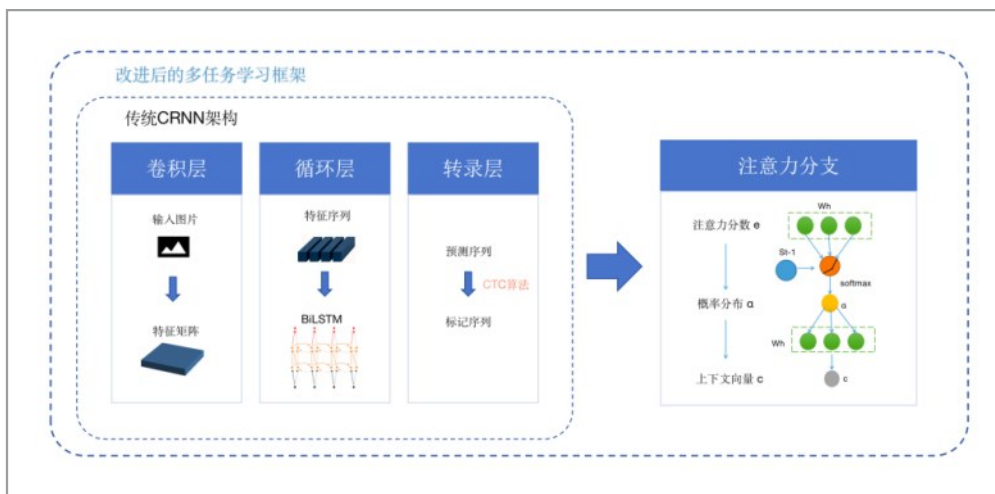 改进后的多任务学习框架
传统CRNN架构
卷积层
输入图片
特征矩阵
循环层
特征序列
BiLSTM
转录层
预测序列
CTC算法
标记序列
注意力分支
注意力分数 e
概率分布 α
上下文向量 c
Wh
St-1
softmax
α
Wh
c